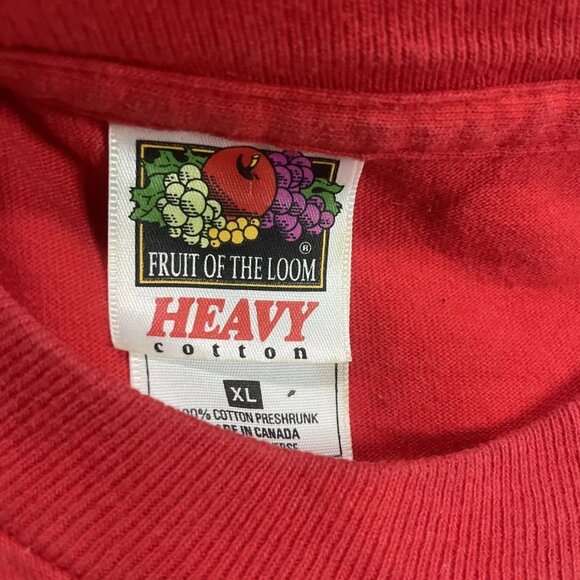 ®
FRUIT OF THE LOOM
HEAVY
cotton
XL
COTTON PRESHRUNK
IN CANADA